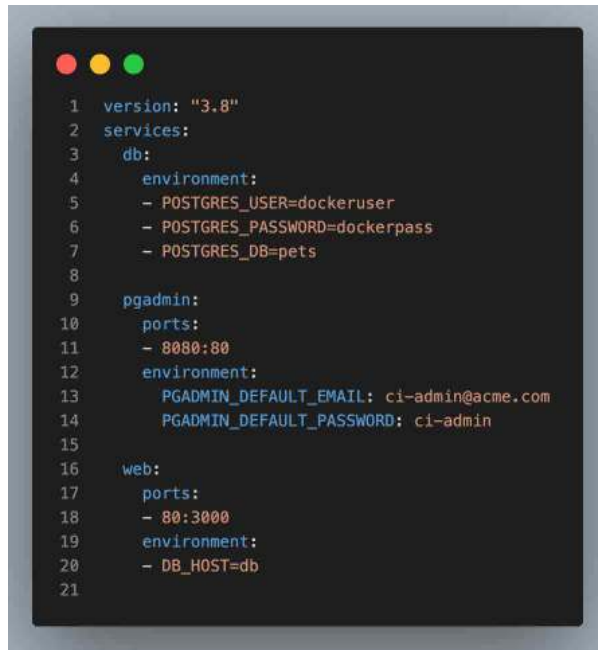 1 version: "3.8"
2 services:
3   db:
4     environment:
5     - POSTGRES_USER=dockeruser
6     - POSTGRES_PASSWORD=dockerpass
7     - POSTGRES_DB=pets
8
9   pgadmin:
10     ports:
11     - 8080:80
12     environment:
13       PGADMIN_DEFAULT_EMAIL: ci-admin@acme.com
14       PGADMIN_DEFAULT_PASSWORD: ci-admin
15
16   web:
17     ports:
18     - 80:3000
19     environment:
20     - DB_HOST=db
21